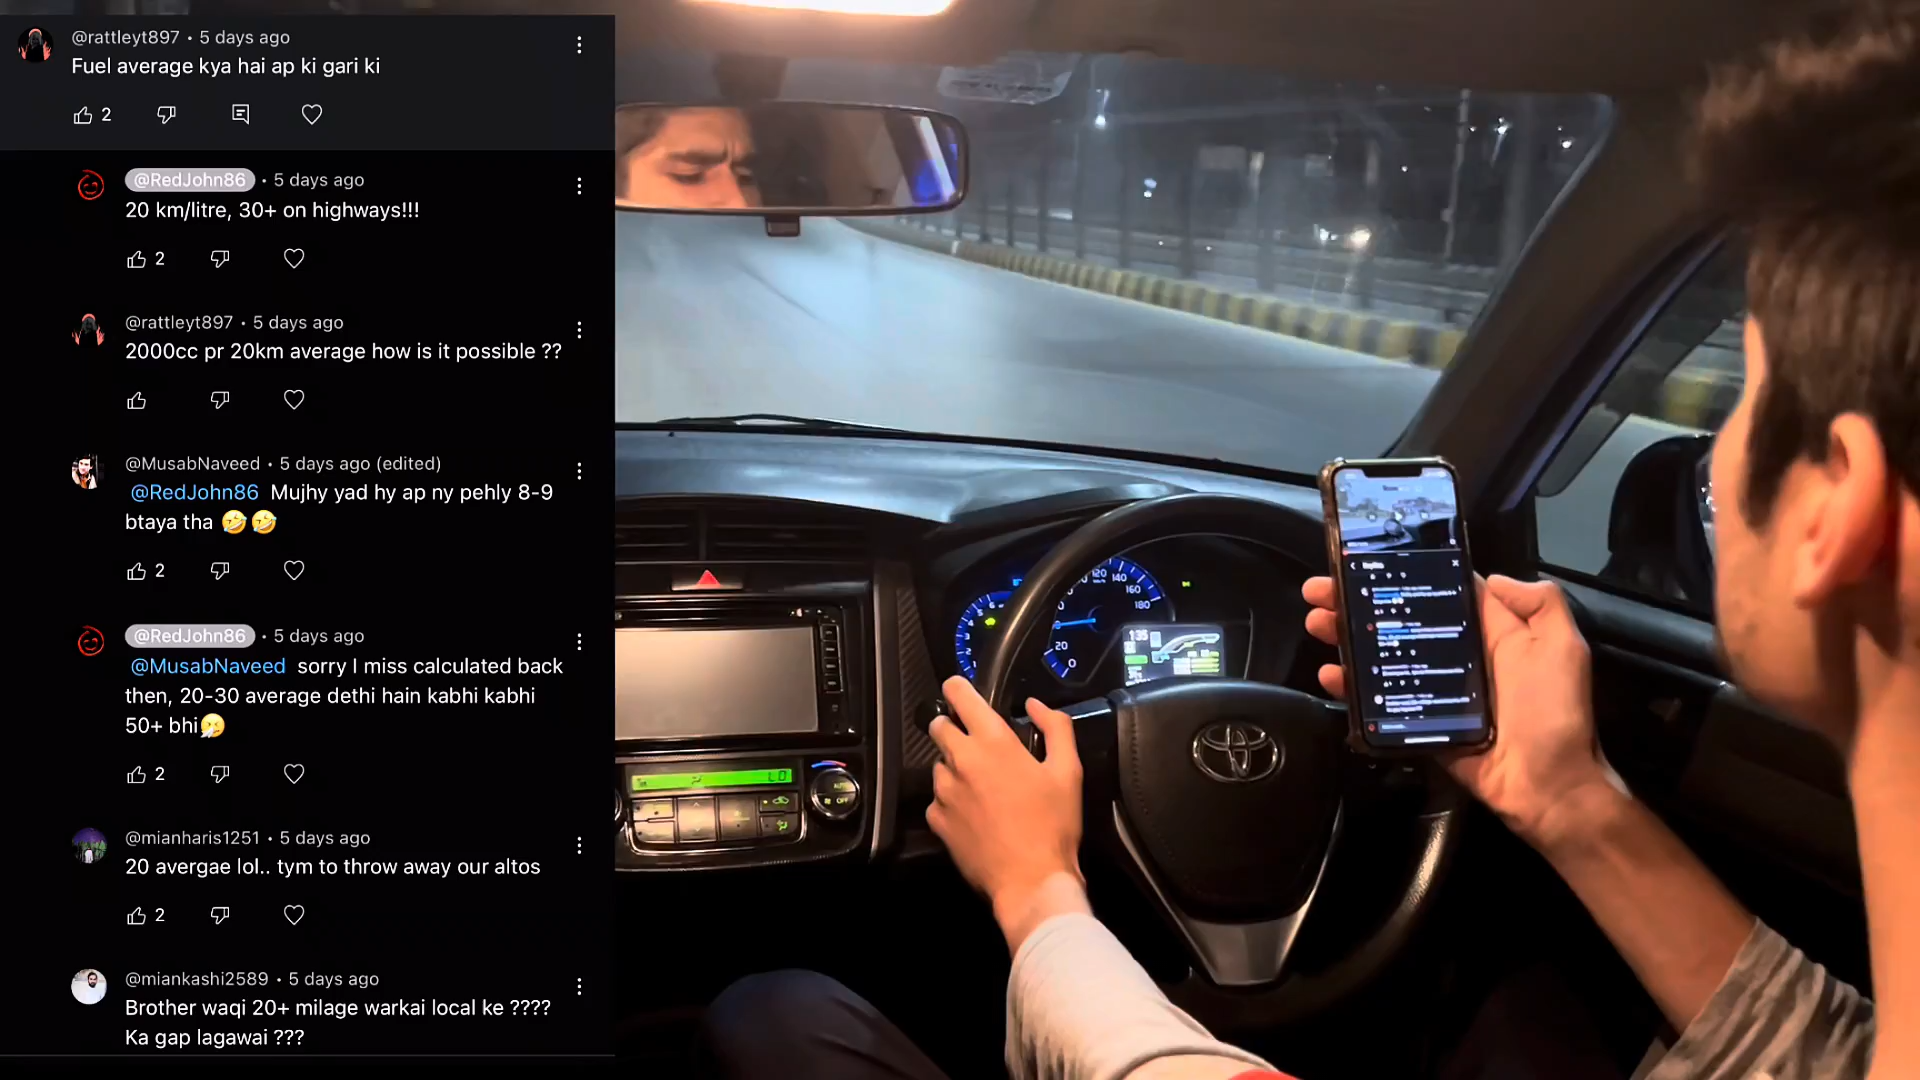 @rattleyt897 • 5 days ago
Fuel average kya hai ap ki gari ki
2
@RedJohn86 • 5 days ago
20 km/litre, 30+ on highways!!!
2
@rattleyt897 • 5 days ago
2000cc pr 20km average how is it possible ??
@MusabNaveed • 5 days ago (edited)
@RedJohn86 Mujhy yad hy ap ny pehly 8-9
btaya tha 🤣🤣
2
@RedJohn86 • 5 days ago
@MusabNaveed sorry I miss calculated back
then, 20-30 average dethi hain kabhi kabhi
50+ bhi🤧
2
@mianharis1251 • 5 days ago
20 avergae lol.. tym to throw away our altos
2
@miankashi2589 • 5 days ago
Brother waqi 20+ milage warkai local ke ????
Ka gap lagawai ???
120 140
160
180
20
0
135
LO
AUTO
OFF
Replies